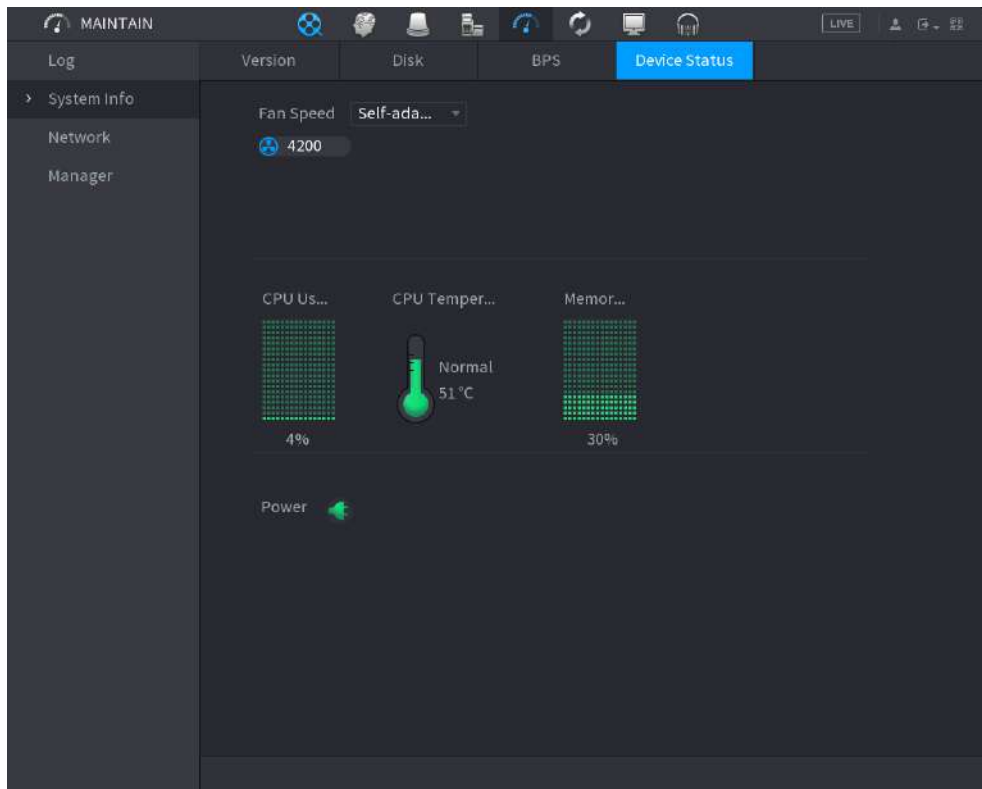 MAINTAIN
LIVE
Log
Version
Disk
BPS
Device Status
System Info
Network
Manager
Fan Speed
Self-ada...
4200
CPU Us...
CPU Temper...
Memor...
Normal
51 °C
4%
30%
Power